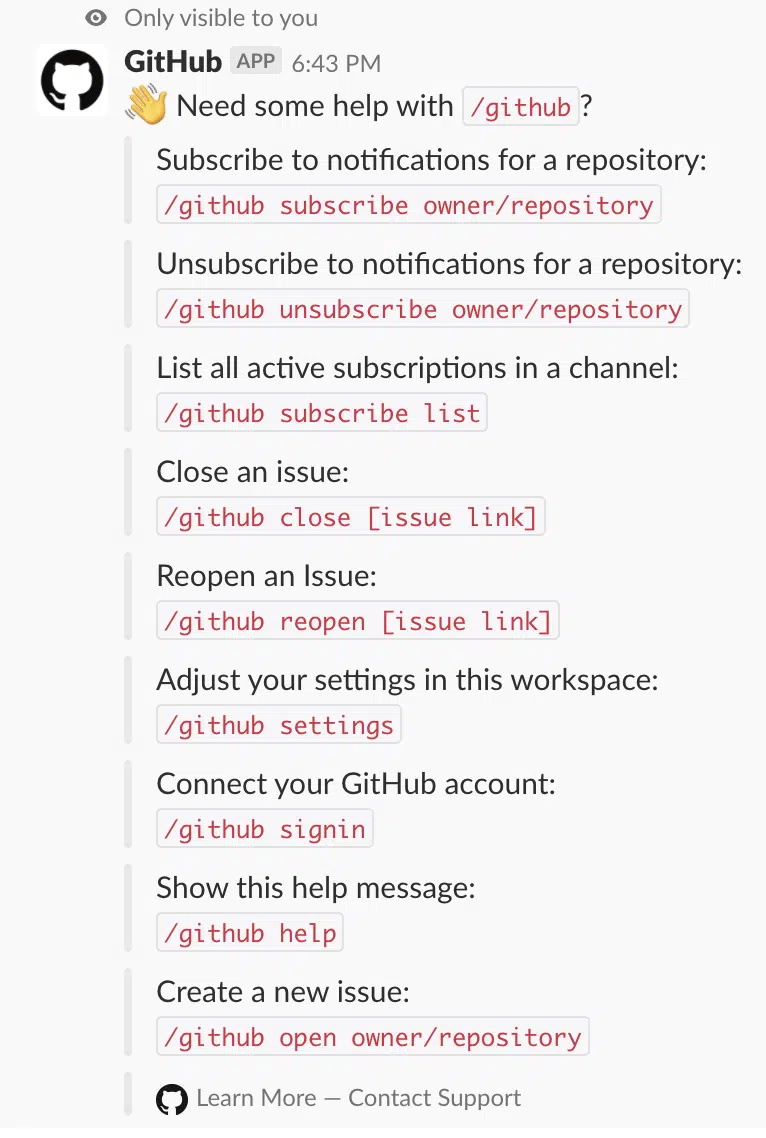 Only visible to you
GitHub APP 6:43 PM
👋 Need some help with /github?
Subscribe to notifications for a repository:
/github subscribe owner/repository
Unsubscribe to notifications for a repository:
/github unsubscribe owner/repository
List all active subscriptions in a channel:
/github subscribe list
Close an issue:
/github close [issue link]
Reopen an Issue:
/github reopen [issue link]
Adjust your settings in this workspace:
/github settings
Connect your GitHub account:
/github signin
Show this help message:
/github help
Create a new issue:
/github open owner/repository
Learn More — Contact Support